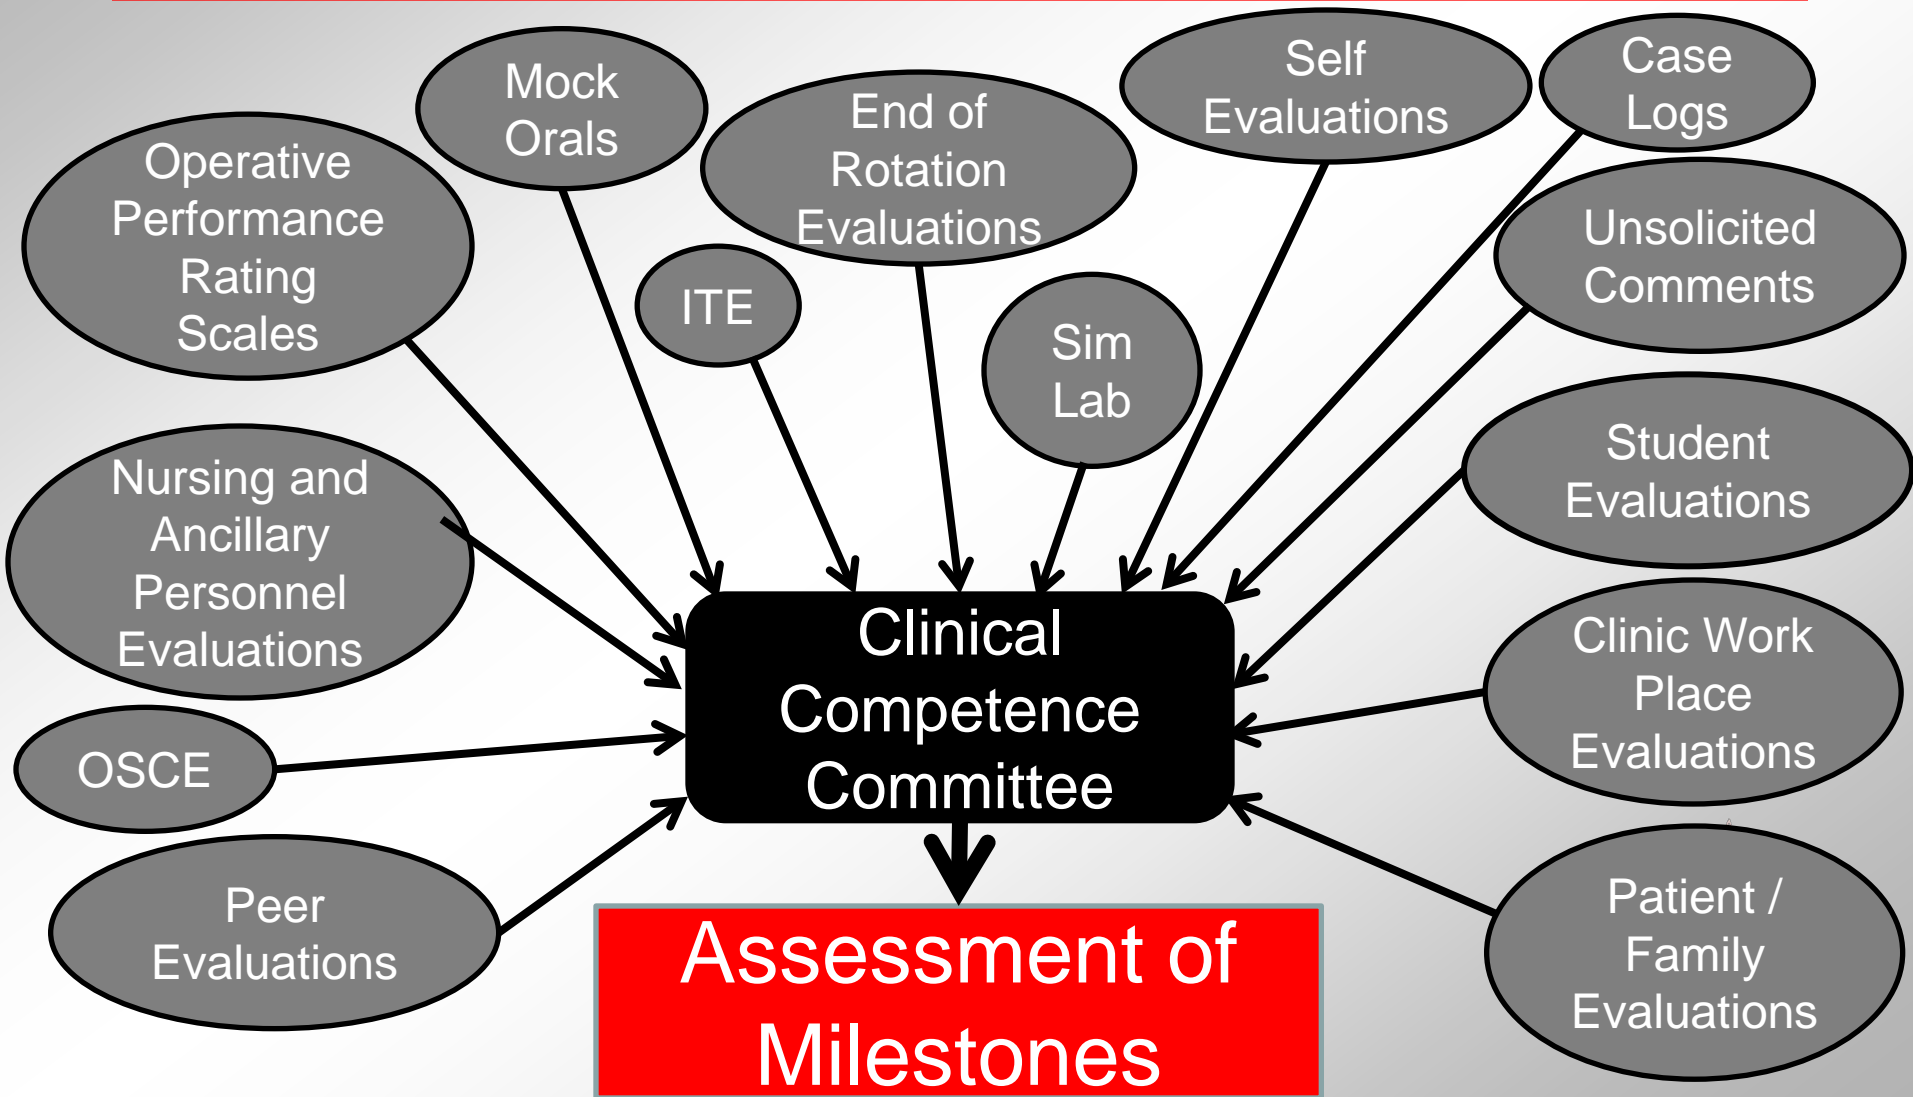 Mock
Orals
Self
Evaluations
Case
Logs
Operative
Performance
Rating
Scales
End of
Rotation
Evaluations
ITE
Sim
Lab
Unsolicited
Comments
Student
Evaluations
Nursing and
Ancillary
Personnel
Evaluations
Clinical
Competence
Committee
Clinic Work
Place
Evaluations
OSCE
Peer
Evaluations
Patient /
Family
Evaluations
Assessment of
Milestones